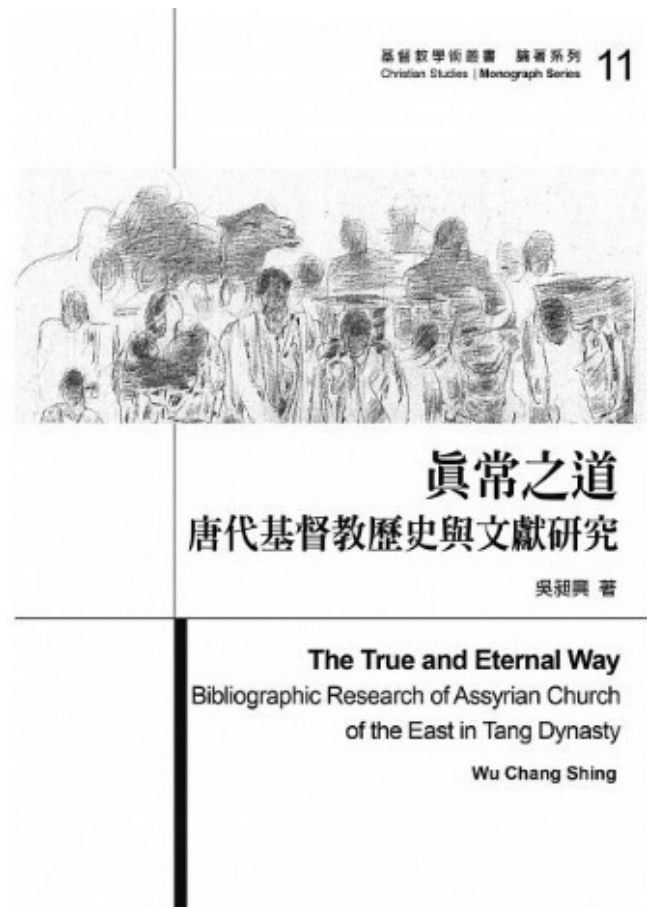 基督教學術叢書 論著系列 11
Christian Studies | Monograph Series
眞常之道
唐代基督教歷史與文獻研究
吳昶興 著
The True and Eternal Way
Bibliographic Research of Assyrian Church
of the East in Tang Dynasty
Wu Chang Shing